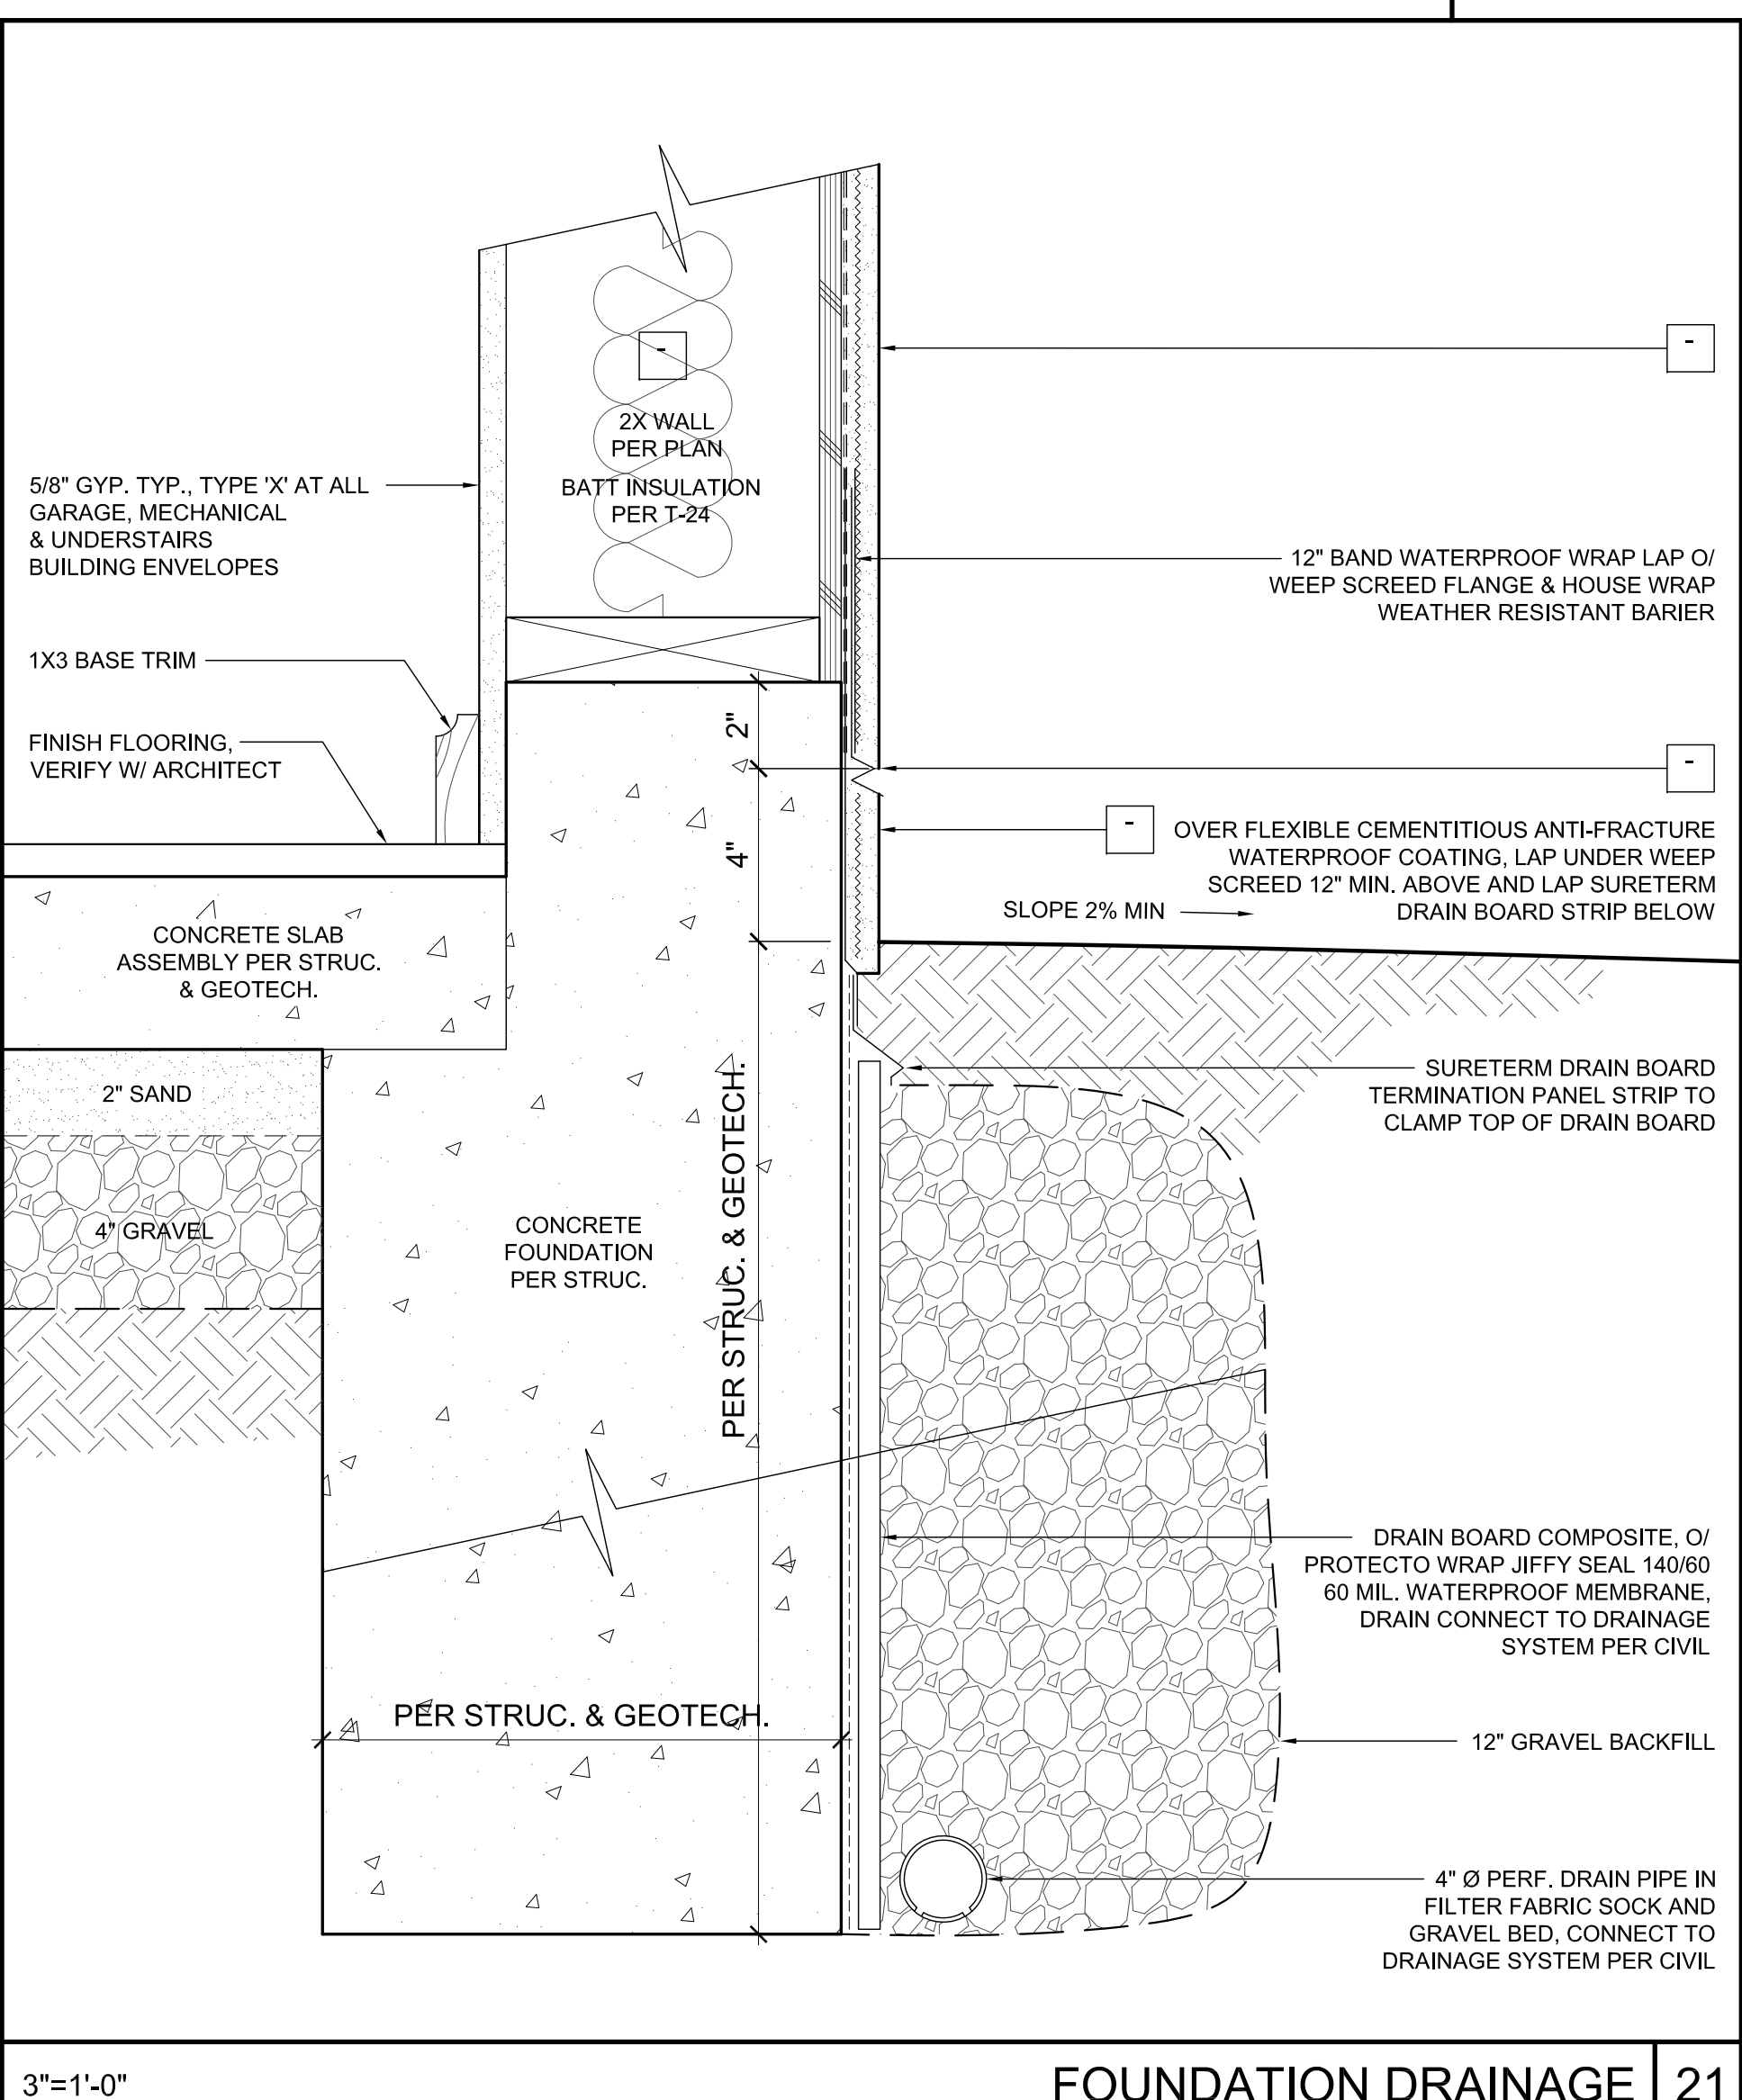 -
-
2X WALL
PER PLAN
BATT INSULATION
PER T-24
5/8" GYP. TYP., TYPE 'X' AT ALL
GARAGE, MECHANICAL
& UNDERSTAIRS
BUILDING ENVELOPES
12" BAND WATERPROOF WRAP LAP O/
WEEP SCREED FLANGE & HOUSE WRAP
WEATHER RESISTANT BARIER
1X3 BASE TRIM
FINISH FLOORING,
VERIFY W/ ARCHITECT
2"
-
4"
-
OVER FLEXIBLE CEMENTITIOUS ANTI-FRACTURE
WATERPROOF COATING, LAP UNDER WEEP
SCREED 12" MIN. ABOVE AND LAP SURETERM
DRAIN BOARD STRIP BELOW
SLOPE 2% MIN
CONCRETE SLAB
ASSEMBLY PER STRUC.
& GEOTECH.
2" SAND
SURETERM DRAIN BOARD
TERMINATION PANEL STRIP TO
CLAMP TOP OF DRAIN BOARD
4" GRAVEL
CONCRETE
FOUNDATION
PER STRUC.
PER STRUC. & GEOTECH.
DRAIN BOARD COMPOSITE, O/
PROTECTO WRAP JIFFY SEAL 140/60
60 MIL. WATERPROOF MEMBRANE,
DRAIN CONNECT TO DRAINAGE
SYSTEM PER CIVIL
PER STRUC. & GEOTECH.
12" GRAVEL BACKFILL
4" Ø PERF. DRAIN PIPE IN
FILTER FABRIC SOCK AND
GRAVEL BED, CONNECT TO
DRAINAGE SYSTEM PER CIVIL
3"=1'-0"
FOUNDATION DRAINAGE
21